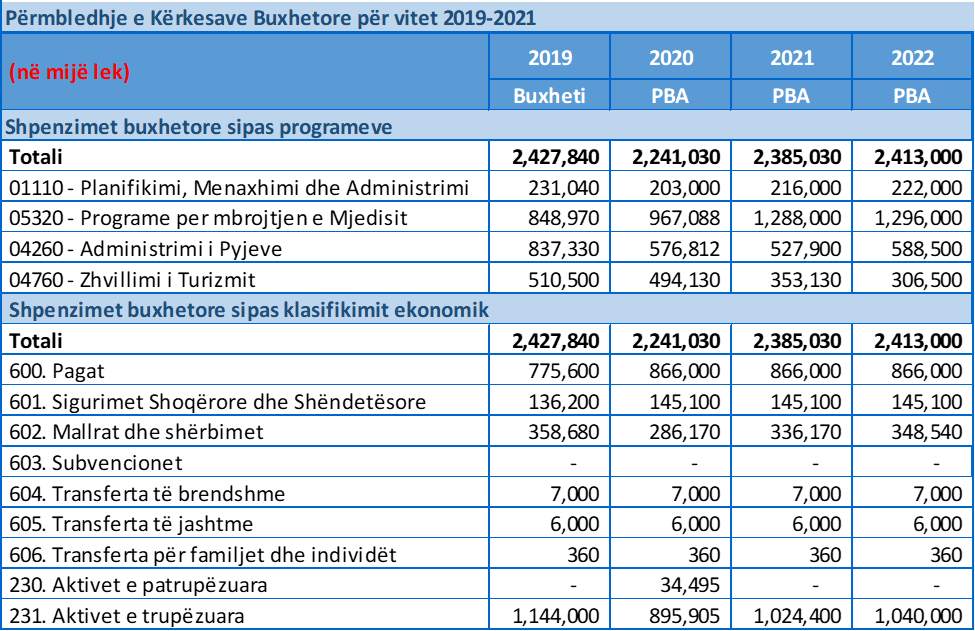 Përmbledhje e Kërkesave Buxhetore për vitet 2019-2021
(në mijë lek) 2019 2020 2021 2022
Buxheti PBA PBA PBA
Shpenzimet buxhetore sipas programeve
Totali 2,427,840 2,241,030 2,385,030 2,413,000
01110 - Planifikimi, Menaxhimi dhe Administrimi 231,040 203,000 216,000 222,000
05320 - Programe per mbrojtjen e Mjedisit 848,970 967,088 1,288,000 1,296,000
04260 - Administrimi i Pyjeve 837,330 576,812 527,900 588,500
04760 - Zhvillimi i Turizmit 510,500 494,130 353,130 306,500
Shpenzimet buxhetore sipas klasifikimit ekonomik
Totali 2,427,840 2,241,030 2,385,030 2,413,000
600. Pagat 775,600 866,000 866,000 866,000
601. Sigurimet Shoqërore dhe Shëndetësore 136,200 145,100 145,100 145,100
602. Mallrat dhe shërbimet 358,680 286,170 336,170 348,540
603. Subvencionet - - - -
604. Transferta të brendshme 7,000 7,000 7,000 7,000
605. Transferta të jashtme 6,000 6,000 6,000 6,000
606. Transferta për familjet dhe individët 360 360 360 360
230. Aktivet e patrupëzuara - 34,495 - -
231. Aktivet e trupëzuara 1,144,000 895,905 1,024,400 1,040,000